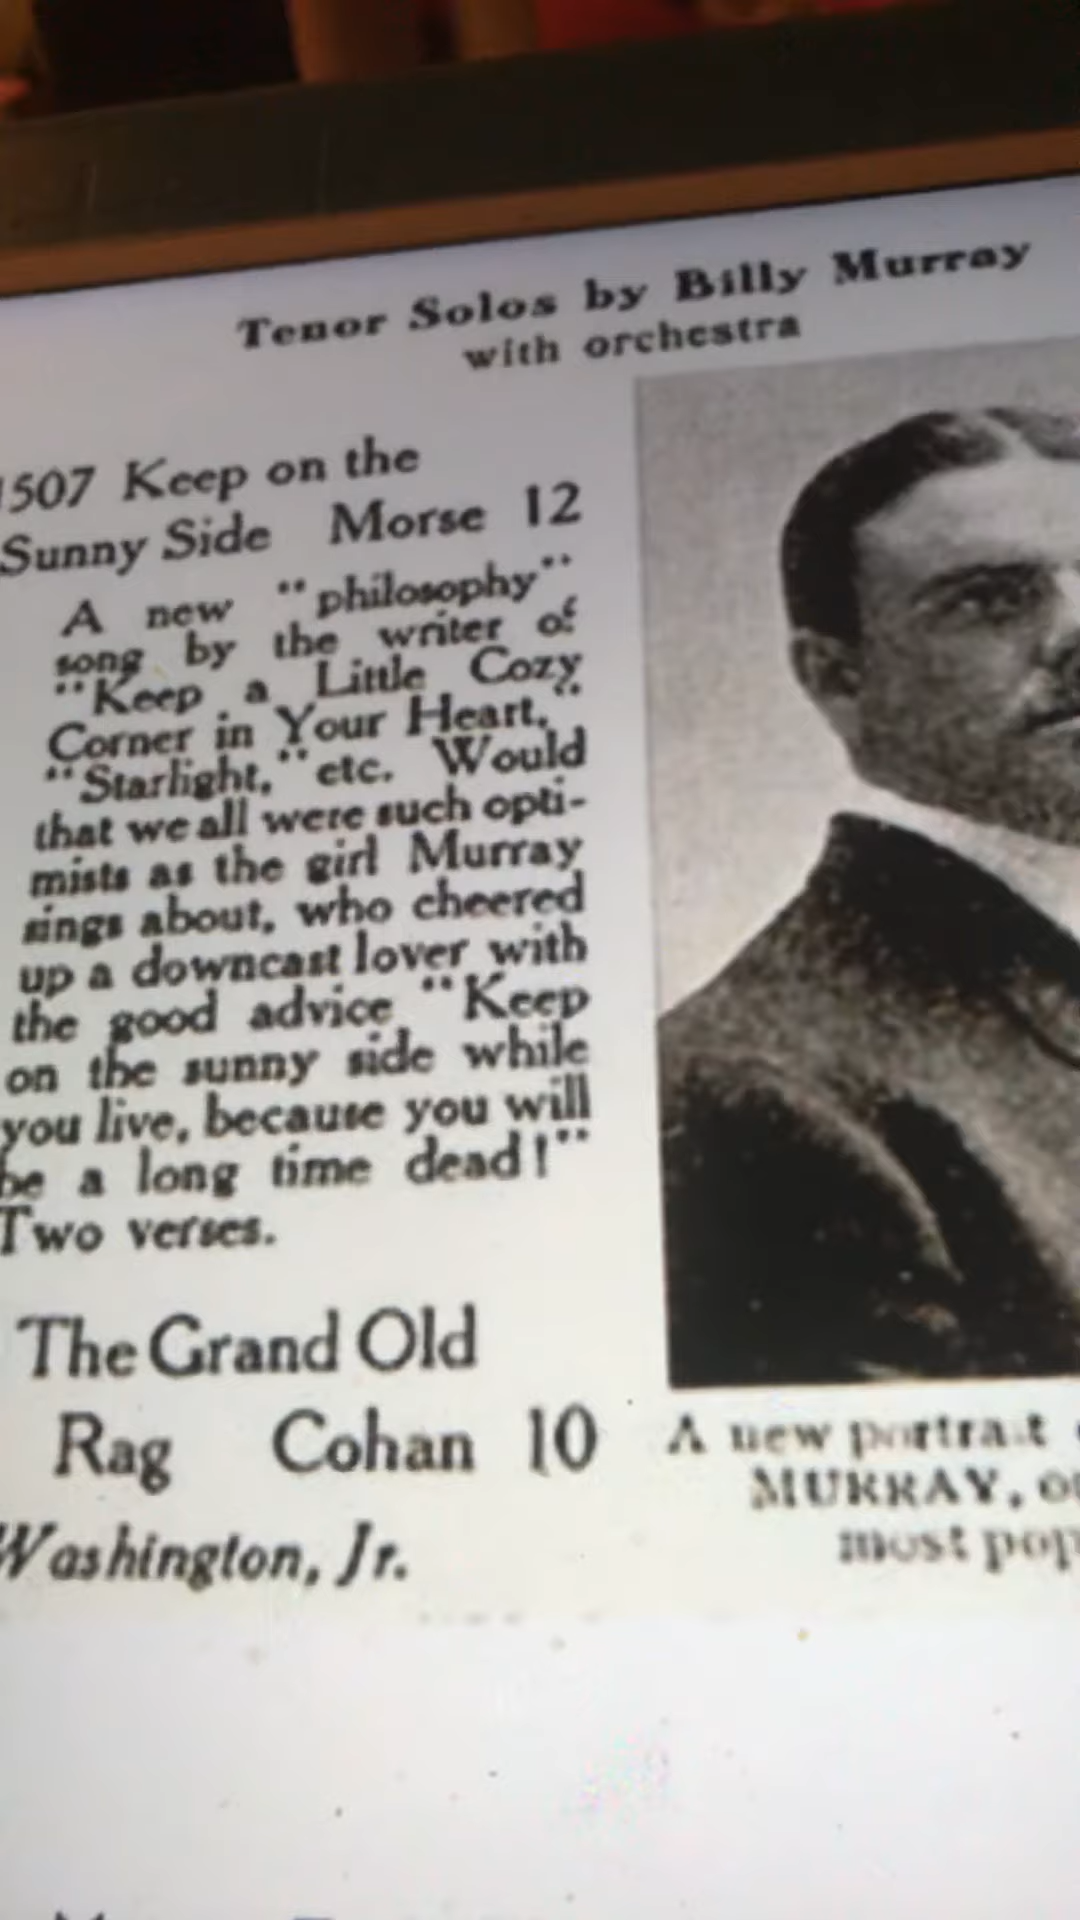 Tenor Solos by Billy Murray
with orchestra
1507 Keep on the
Sunny Side Morse 12
A new "philosophy"
song by the writer of
"Keep a Little Cozy
Corner in Your Heart,"
"Starlight," etc. Would
that we all were such opti-
mists as the girl Murray
sings about, who cheered
up a downcast lover with
the good advice "Keep
on the sunny side while
you live, because you will
be a long time dead!"
Two verses.
The Grand Old
Rag Cohan 10
Washington, Jr.
A new portrait
MURRAY,
most